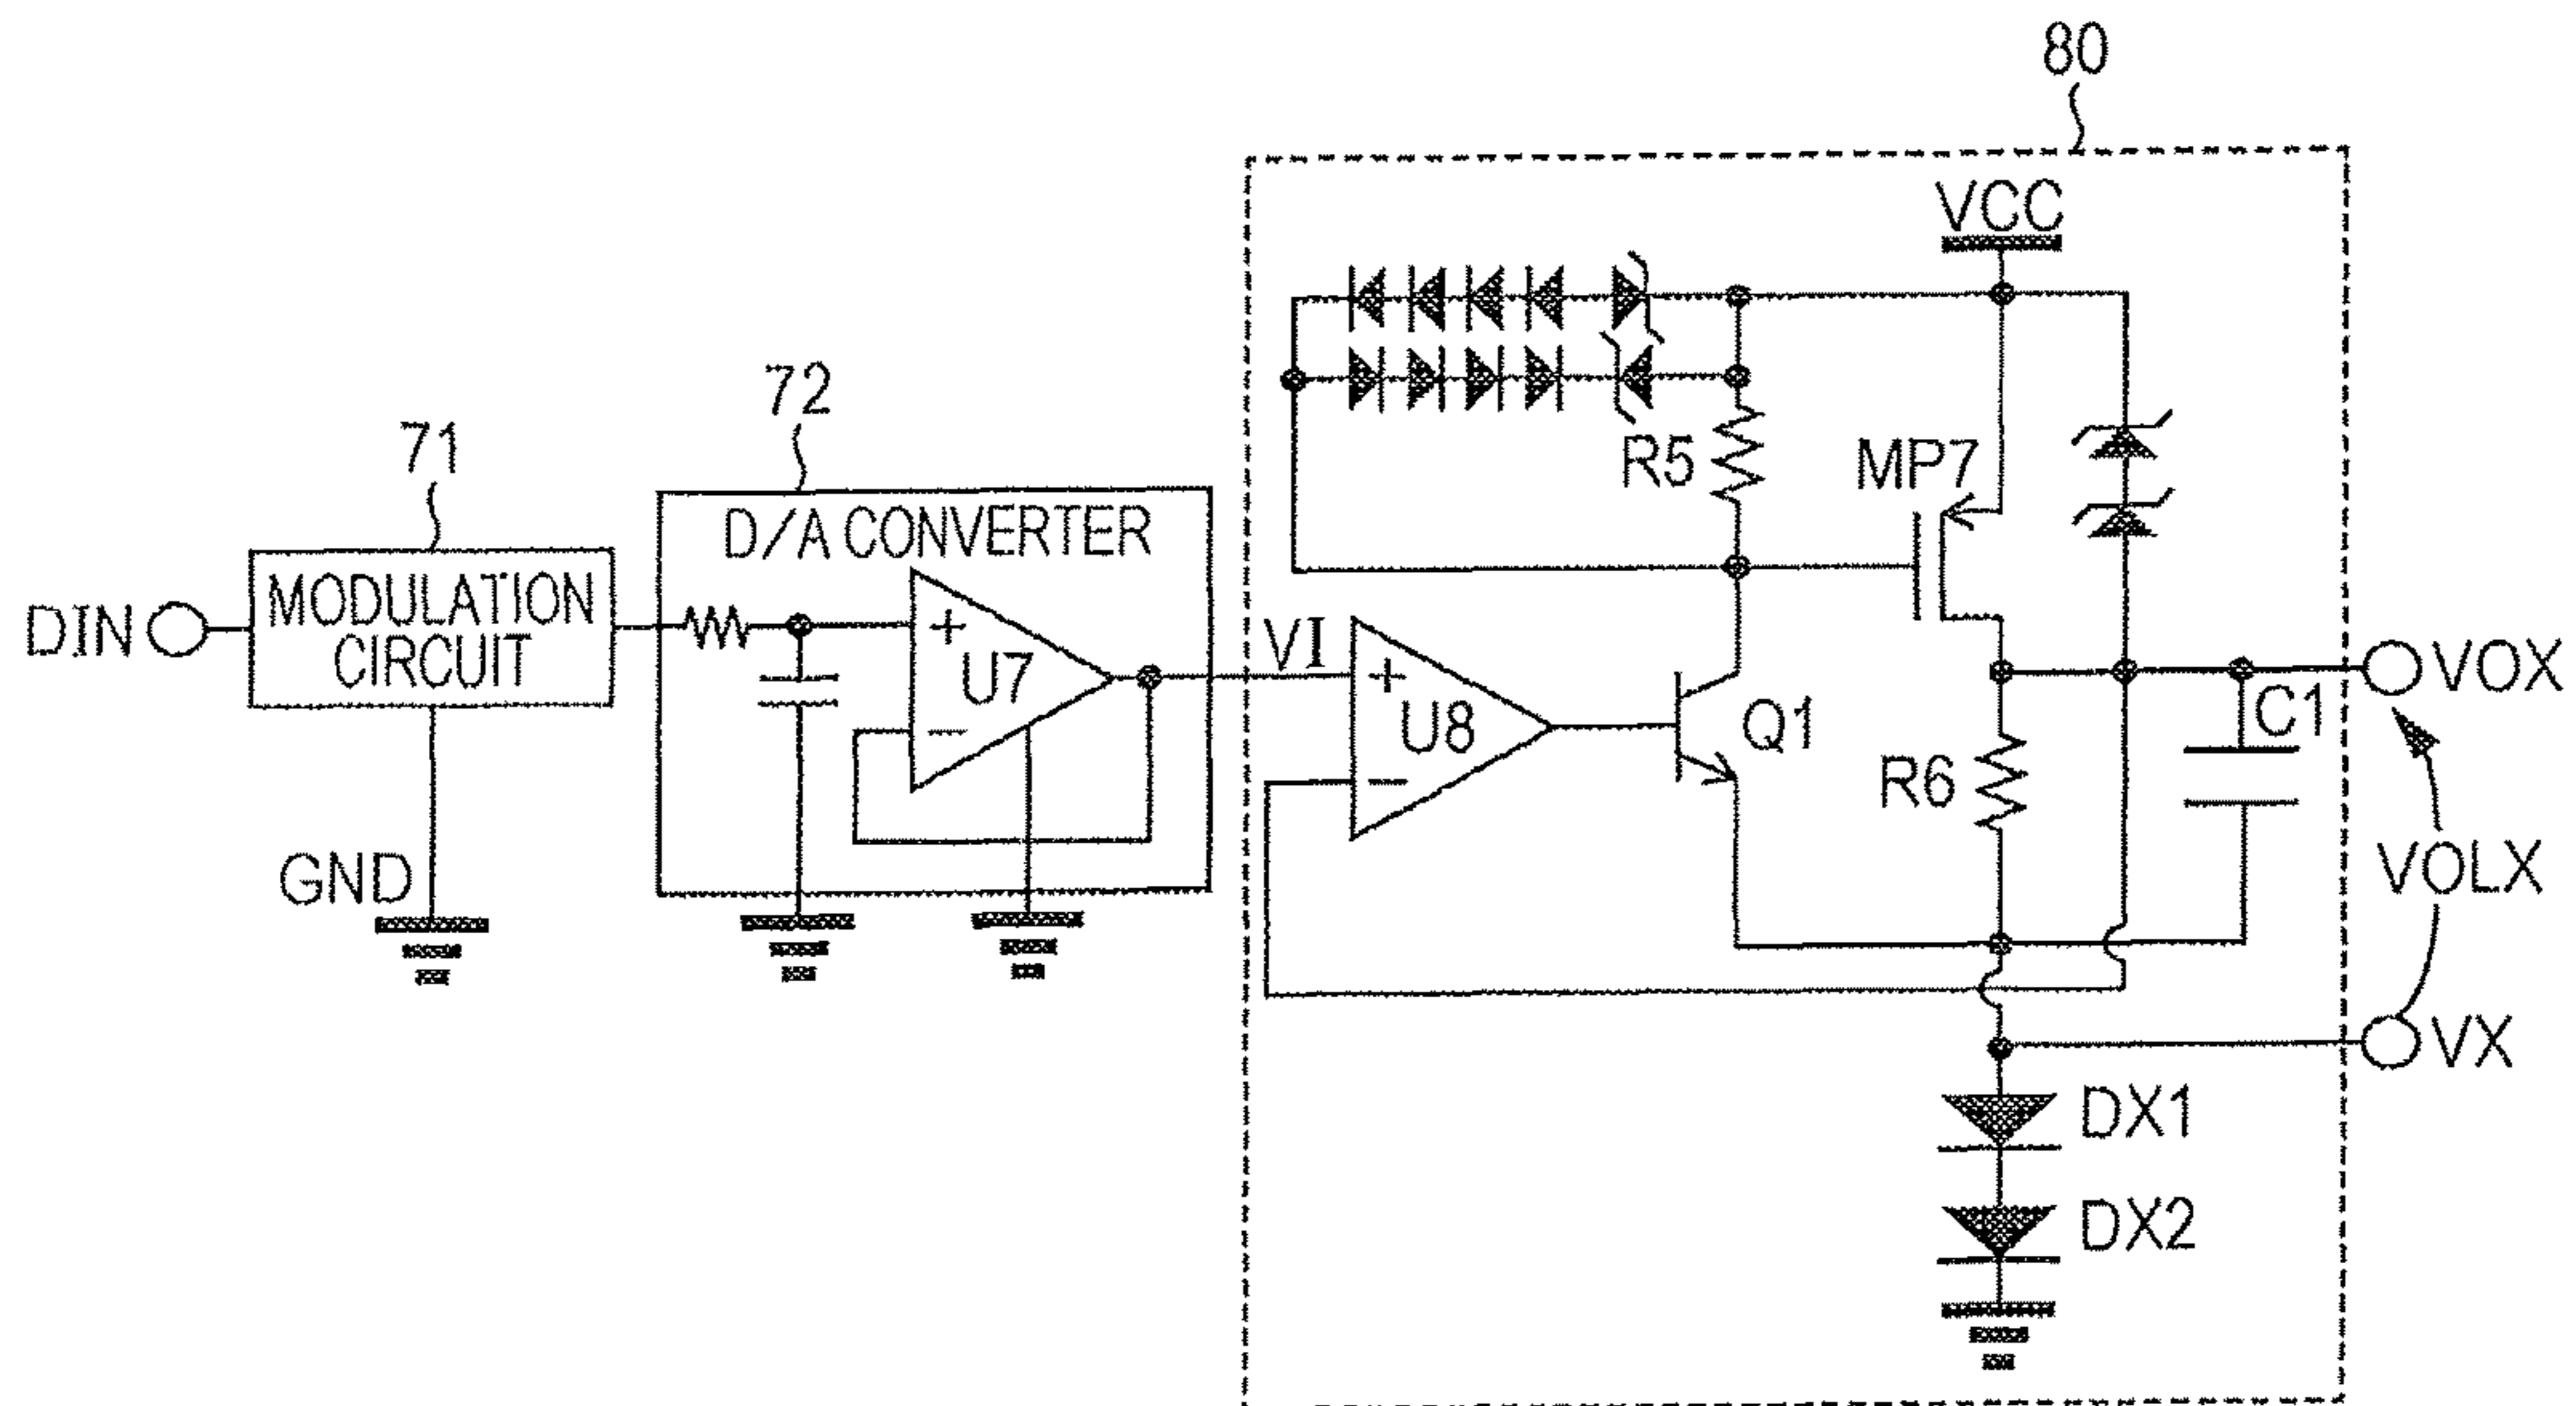 80
VCC
72
71
R5
MP7
D/A CONVERTER
MODULATION
CIRCUIT
DIN
+
U7
−
VI
+
U8
−
Q1
VOX
C1
R6
GND
VOLX
VX
DX1
DX2